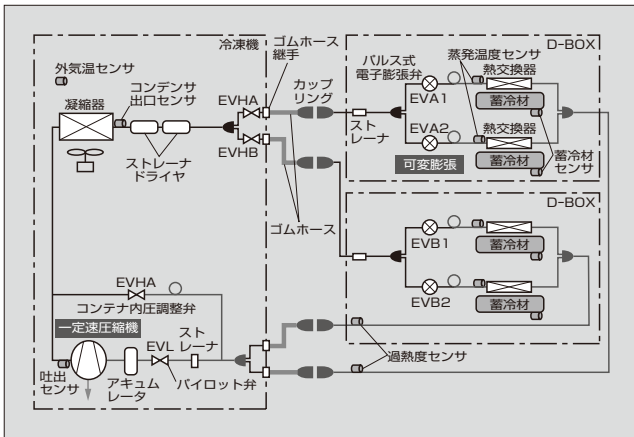 冷凍機
ゴムホース
継手
D-BOX
外気温センサ
コンデンサ
出口センサ
凝縮器
EVHA
EVHB
ストレーナ
ドライヤ
カップ
リング
パルス式
電子膨張弁
蒸発温度センサ
熱交換器
EVA1
蓄冷材
スト
レーナ
EVA2
熱交換器
可変膨張
蓄冷材
蓄冷材
センサ
ゴムホース
D-BOX
EVB1
蓄冷材
EVB2
蓄冷材
EVHA
コンテナ内圧調整弁
一定速圧縮機
EVL
スト
レーナ
吐出
センサ
アキュム
レータ
パイロット弁
過熱度センサ